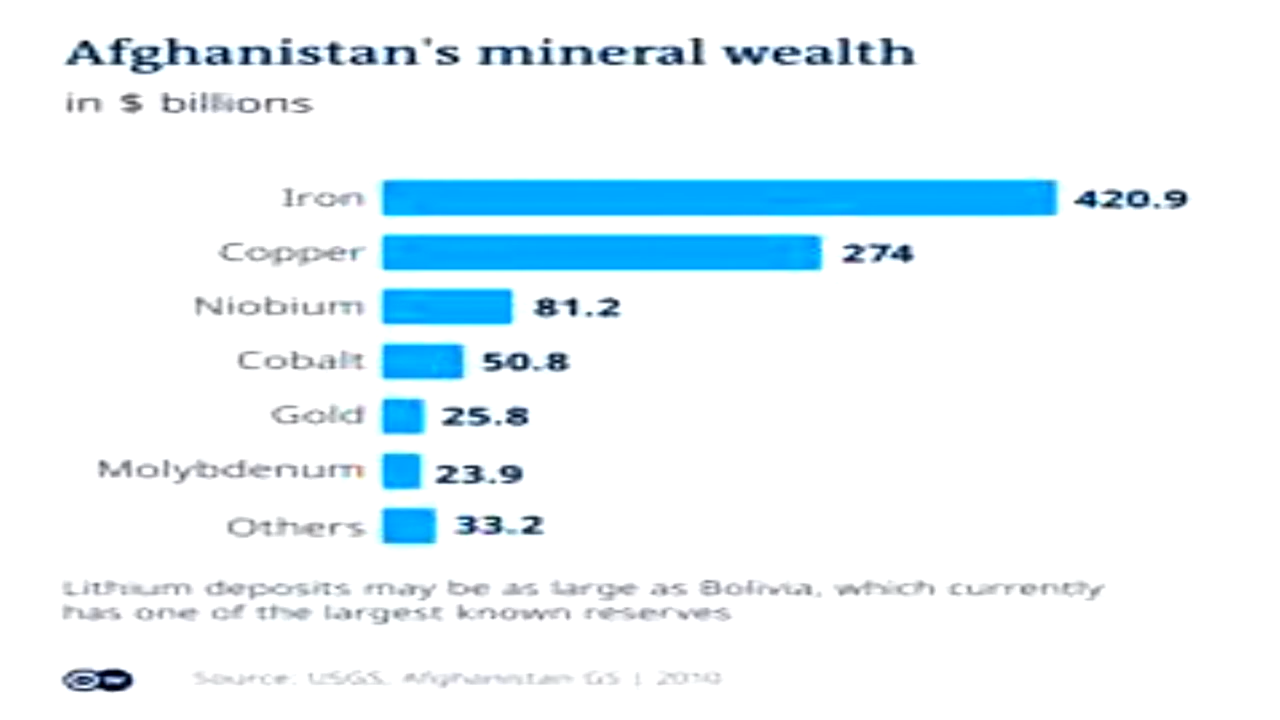 Afghanistan's mineral wealth
in $ billions
Iron 420.9
Copper 274
Niobium 81.2
Cobalt 50.8
Gold 25.8
Molybdenum 23.9
Others 33.2
Lithium deposits may be as large as Bolivia, which currently
has one of the largest known reserves
Source: USGS, Afghanistan GS |